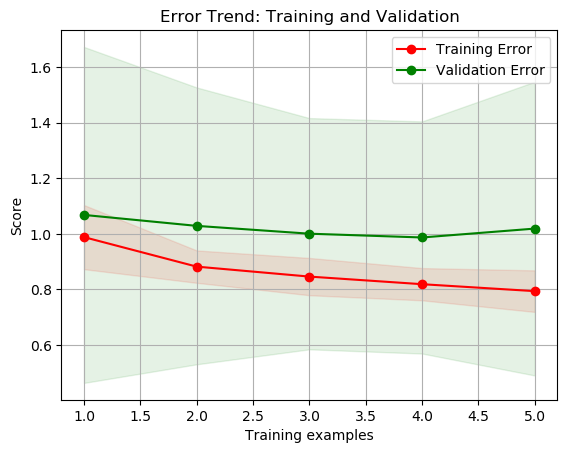 Error Trend: Training and Validation
Training Error
Validation Error
Score
1.6
1.4
1.2
1.0
0.8
0.6
1.0 1.5 2.0 2.5 3.0 3.5 4.0 4.5 5.0
Training examples